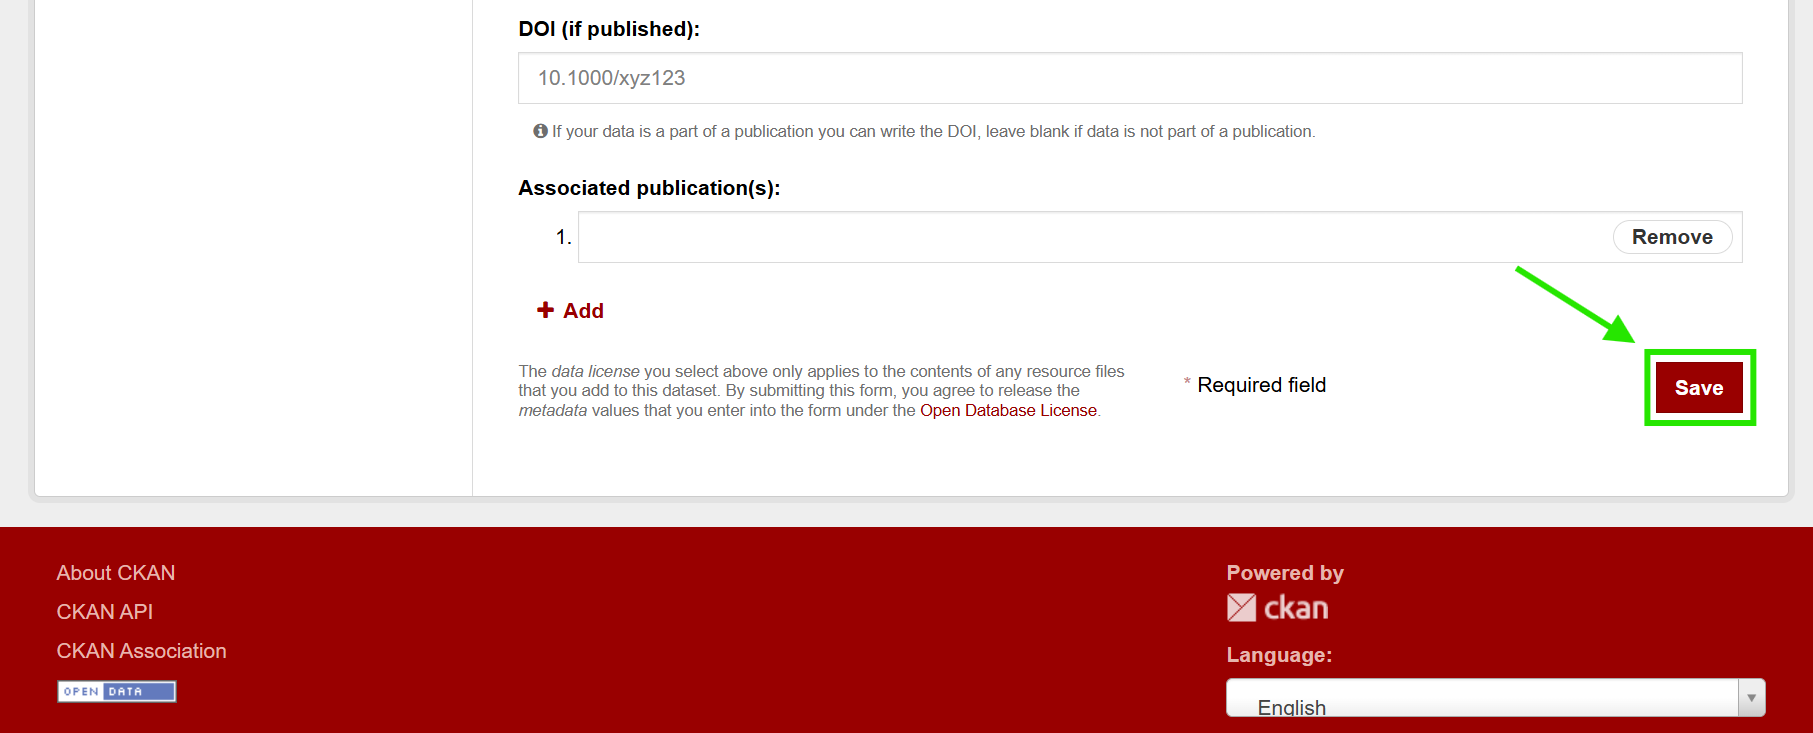 DOI (if published):
10.1000/xyz123
If your data is a part of a publication you can write the DOI, leave blank if data is not part of a publication.
Associated publication(s):
1.
Remove
+ Add
The data license you select above only applies to the contents of any resource files
that you add to this dataset. By submitting this form, you agree to release the
metadata values that you enter into the form under the Open Database License.
* Required field
Save
About CKAN
CKAN API
CKAN Association
OPEN DATA
Powered by
ckan
Language:
English